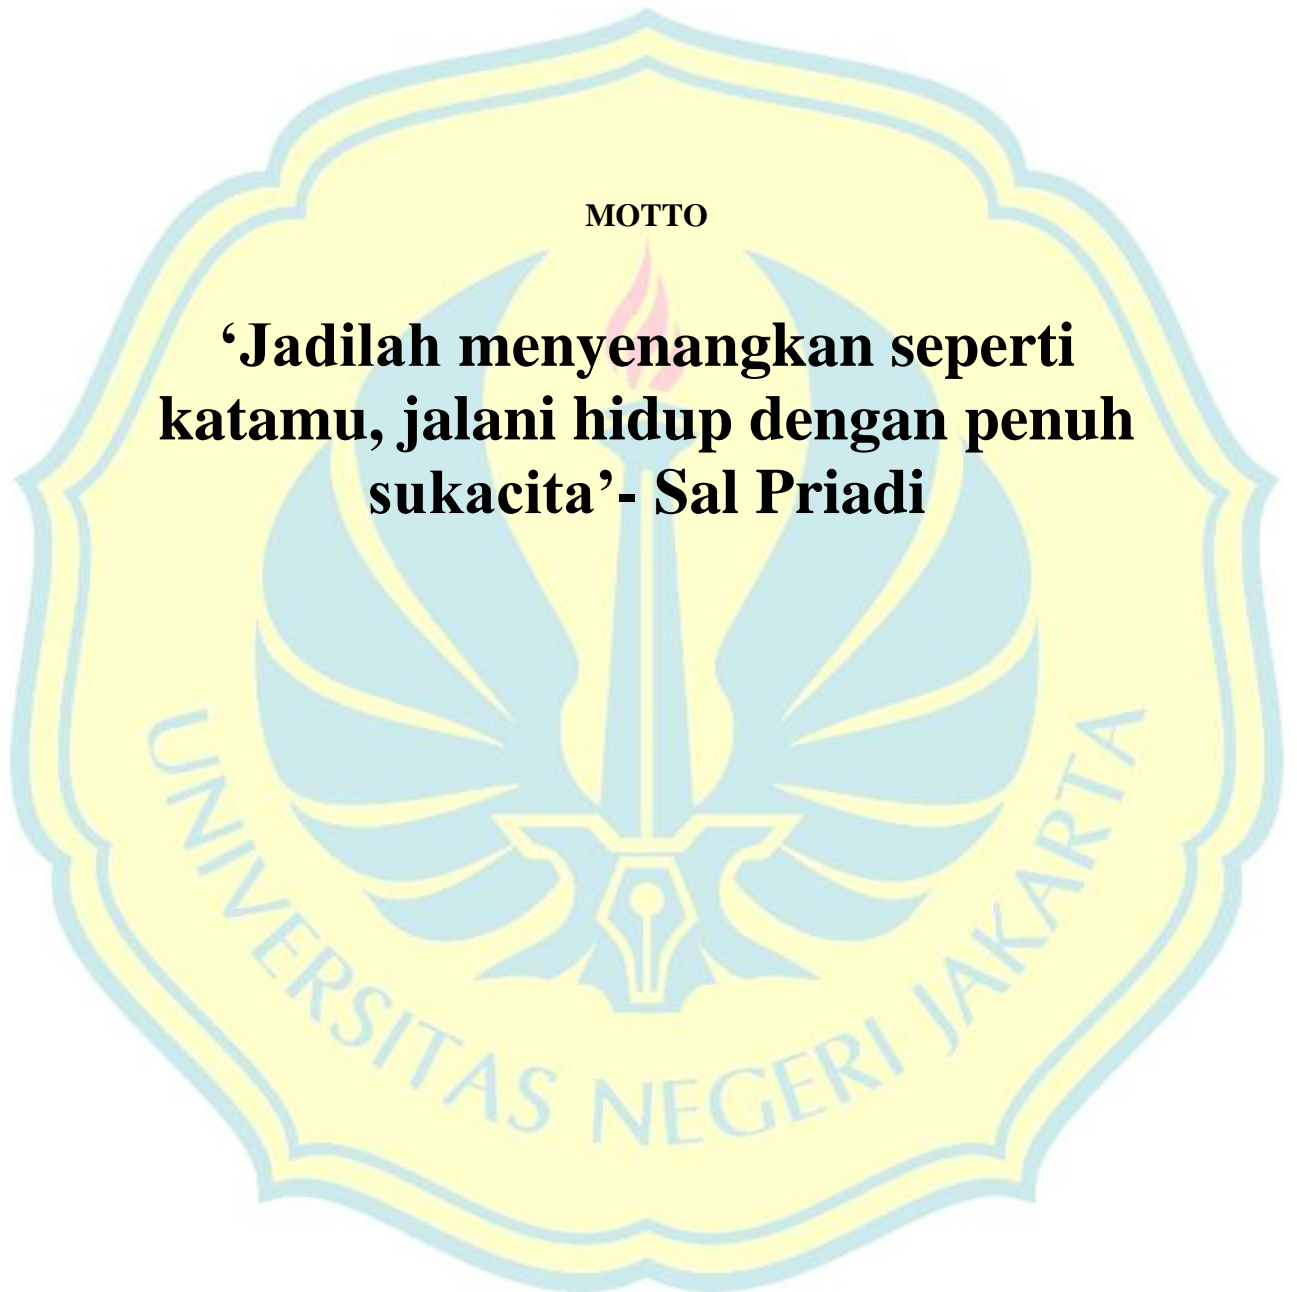 MOTTO
‘Jadilah menyenangkan seperti
katamu, jalani hidup dengan penuh
sukacita’- Sal Priadi
UNIVERSITAS NEGERI JAKARTA